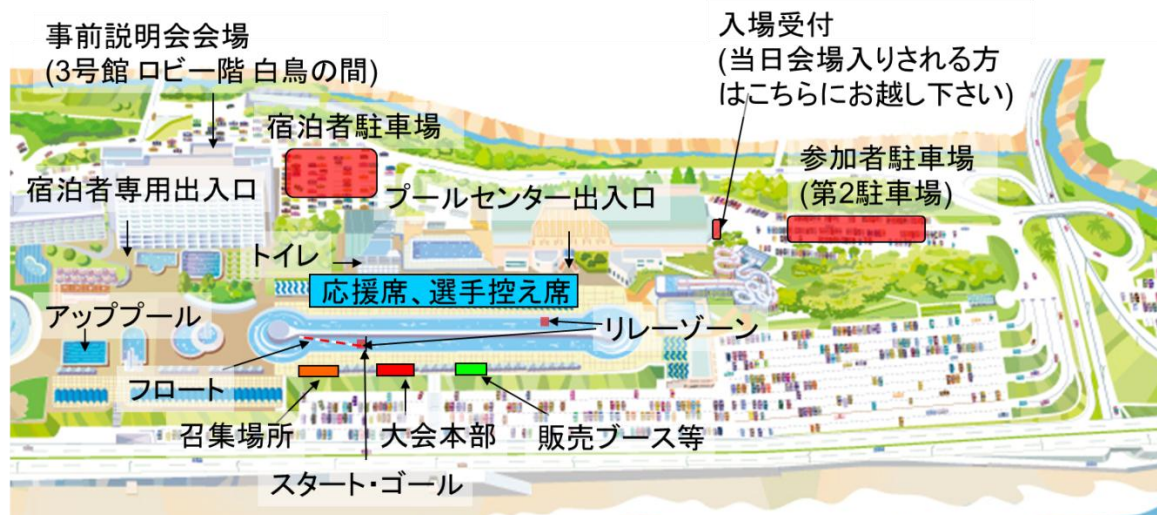 事前説明会会場
(3号館 ロビー階 白鳥の間)
入場受付
(当日会場入りされる方
はこちらにお越し下さい)
宿泊者駐車場
参加者駐車場
(第2駐車場)
宿泊者専用出入口
プールセンター出入口
トイレ
応援席、選手控え席
アッププール
リレーゾーン
フロート
召集場所
大会本部
販売ブース等
スタート・ゴール